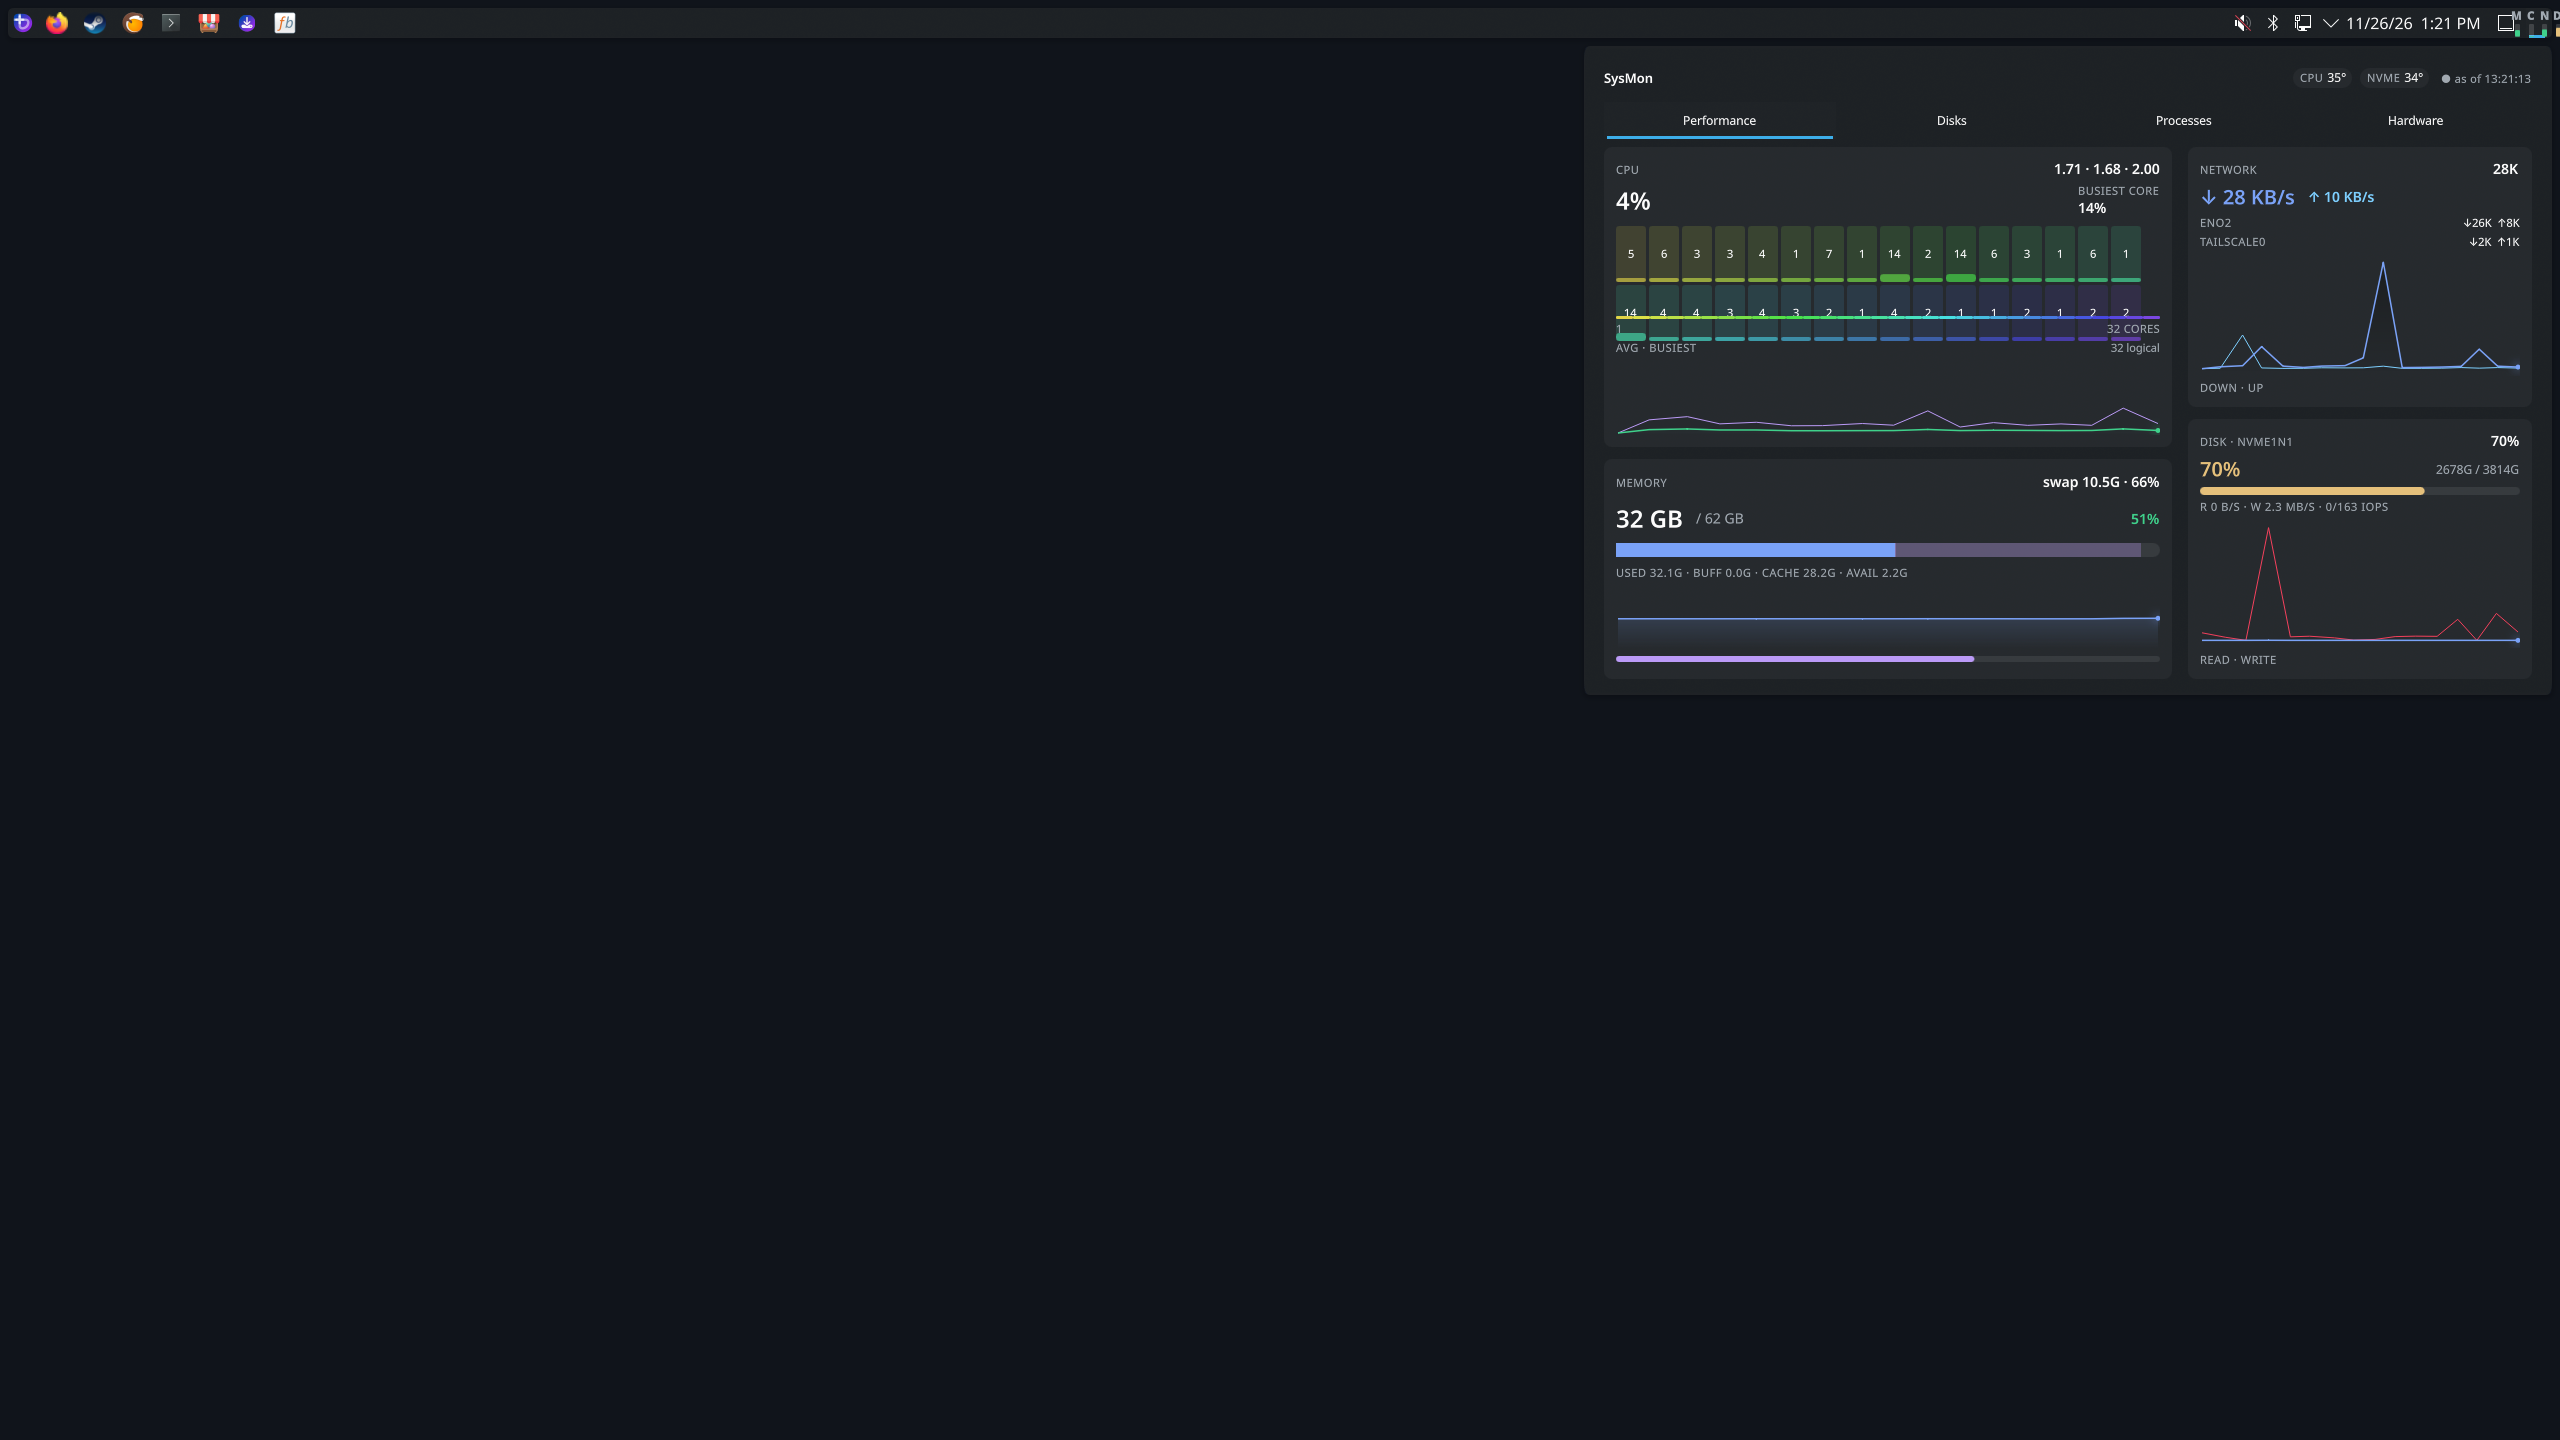 fb
11/26/26 1:21 PM
M C N D
SysMon
CPU 35° NVME 34° as of 13:21:13
Performance Disks Processes Hardware
CPU 1.71 · 1.68 · 2.00
4% BUSIEST CORE
14%
5 6 3 3 4 1 7 1 14 2 14 6 3 1 6 1
14 4 4 3 4 3 2 1 4 2 1 1 2 1 2 2
1 32 CORES
AVG · BUSIEST 32 logical
MEMORY swap 10.5G · 66%
32 GB / 62 GB 51%
USED 32.1G · BUFF 0.0G · CACHE 28.2G · AVAIL 2.2G
NETWORK 28K
↓ 28 KB/s ↑ 10 KB/s
ENO2 ↓26K ↑8K
TAILSCALE0 ↓2K ↑1K
DOWN · UP
DISK · NVME1N1 70%
70% 2678G / 3814G
R 0 B/S · W 2.3 MB/S · 0/163 IOPS
READ · WRITE